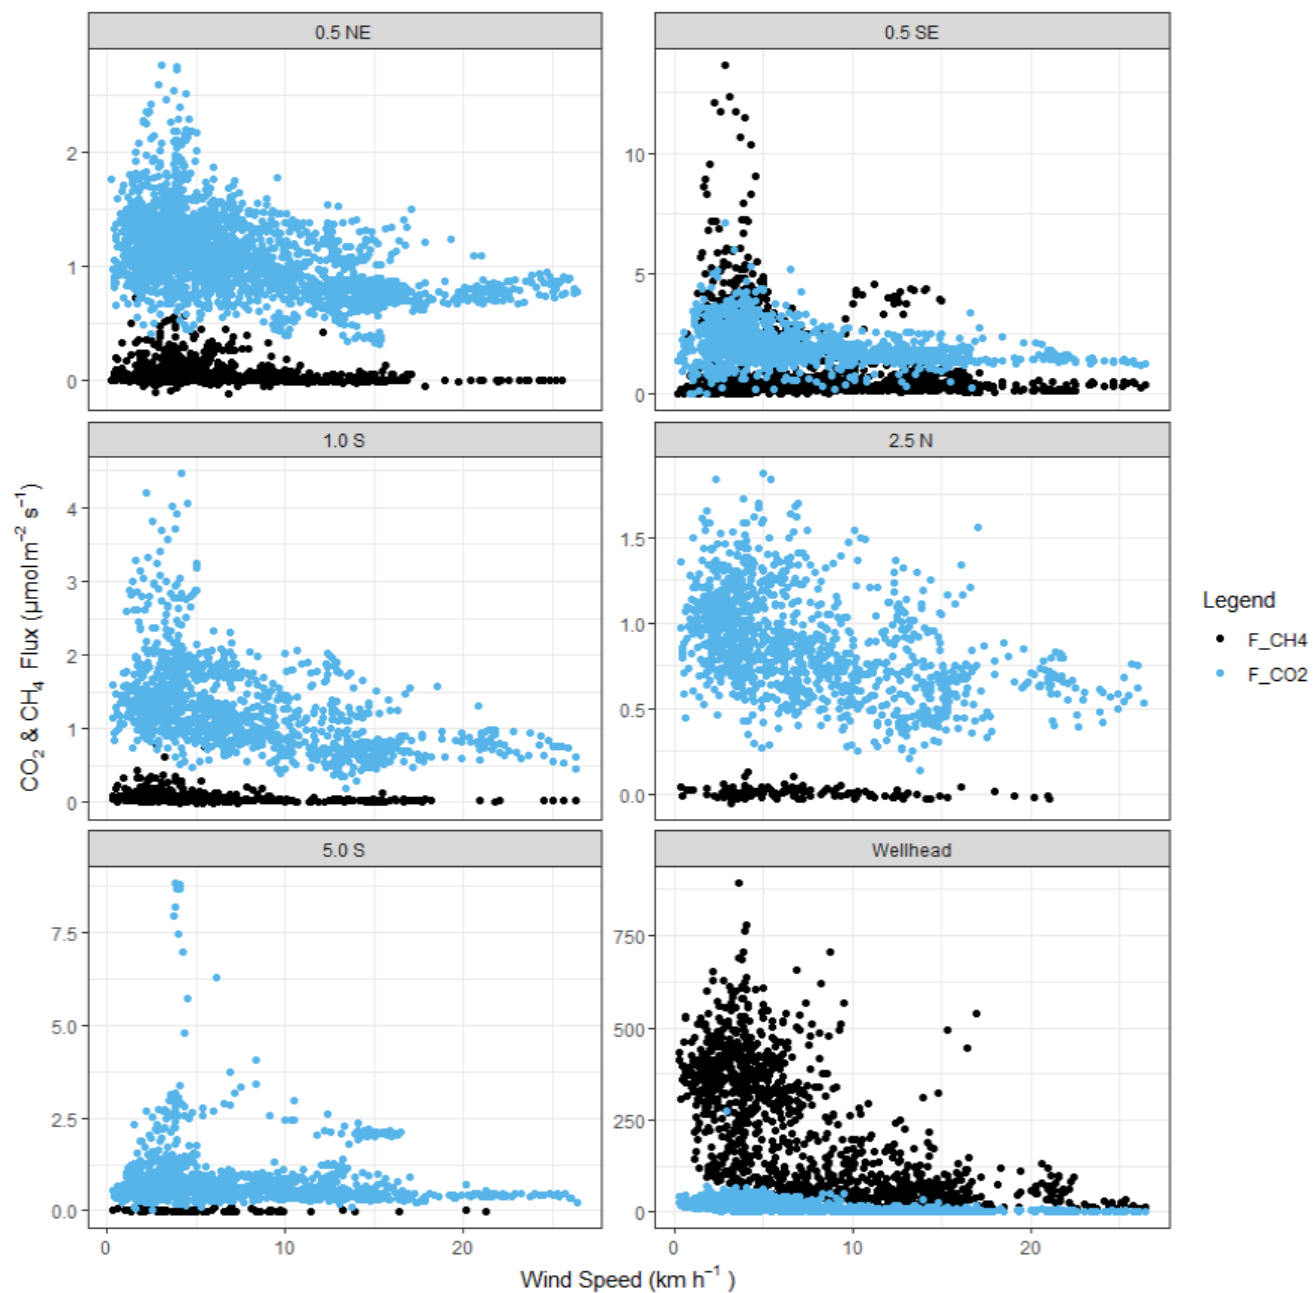 0.5 NE
0.5 SE
2
1
0
10
5
0
1.0 S
2.5 N
4
3
2
1
0
1.5
1.0
0.5
0.0
5.0 S
Wellhead
7.5
5.0
2.5
0.0
750
500
250
0
0 10 20
0 10 20
Wind Speed (km h⁻¹ )
CO₂ & CH₄ Flux (µmol m⁻² s⁻¹)
Legend
F_CH4
F_CO2